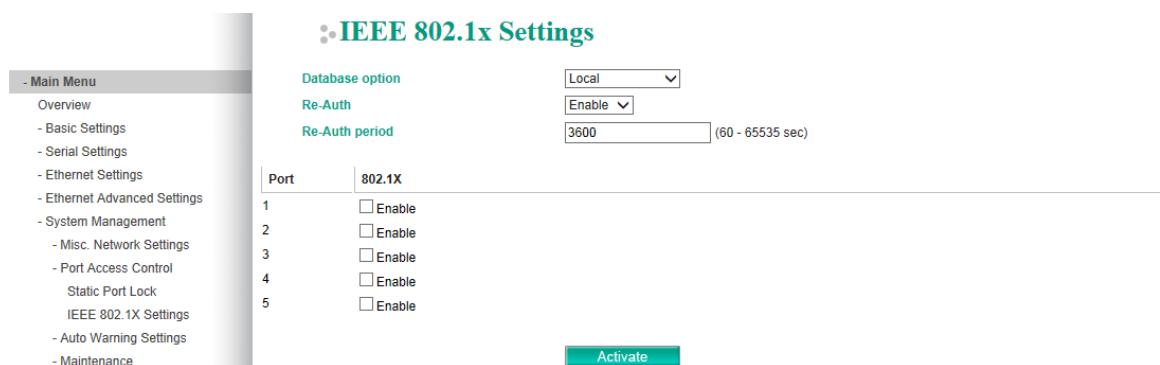 IEEE 802.1x Settings
- Main Menu
Overview
- Basic Settings
- Serial Settings
- Ethernet Settings
- Ethernet Advanced Settings
- System Management
- Misc. Network Settings
- Port Access Control
Static Port Lock
IEEE 802.1X Settings
- Auto Warning Settings
- Maintenance
Database option Local
Re-Auth Enable
Re-Auth period 3600 (60 - 65535 sec)
Port 802.1X
1 Enable
2 Enable
3 Enable
4 Enable
5 Enable
Activate